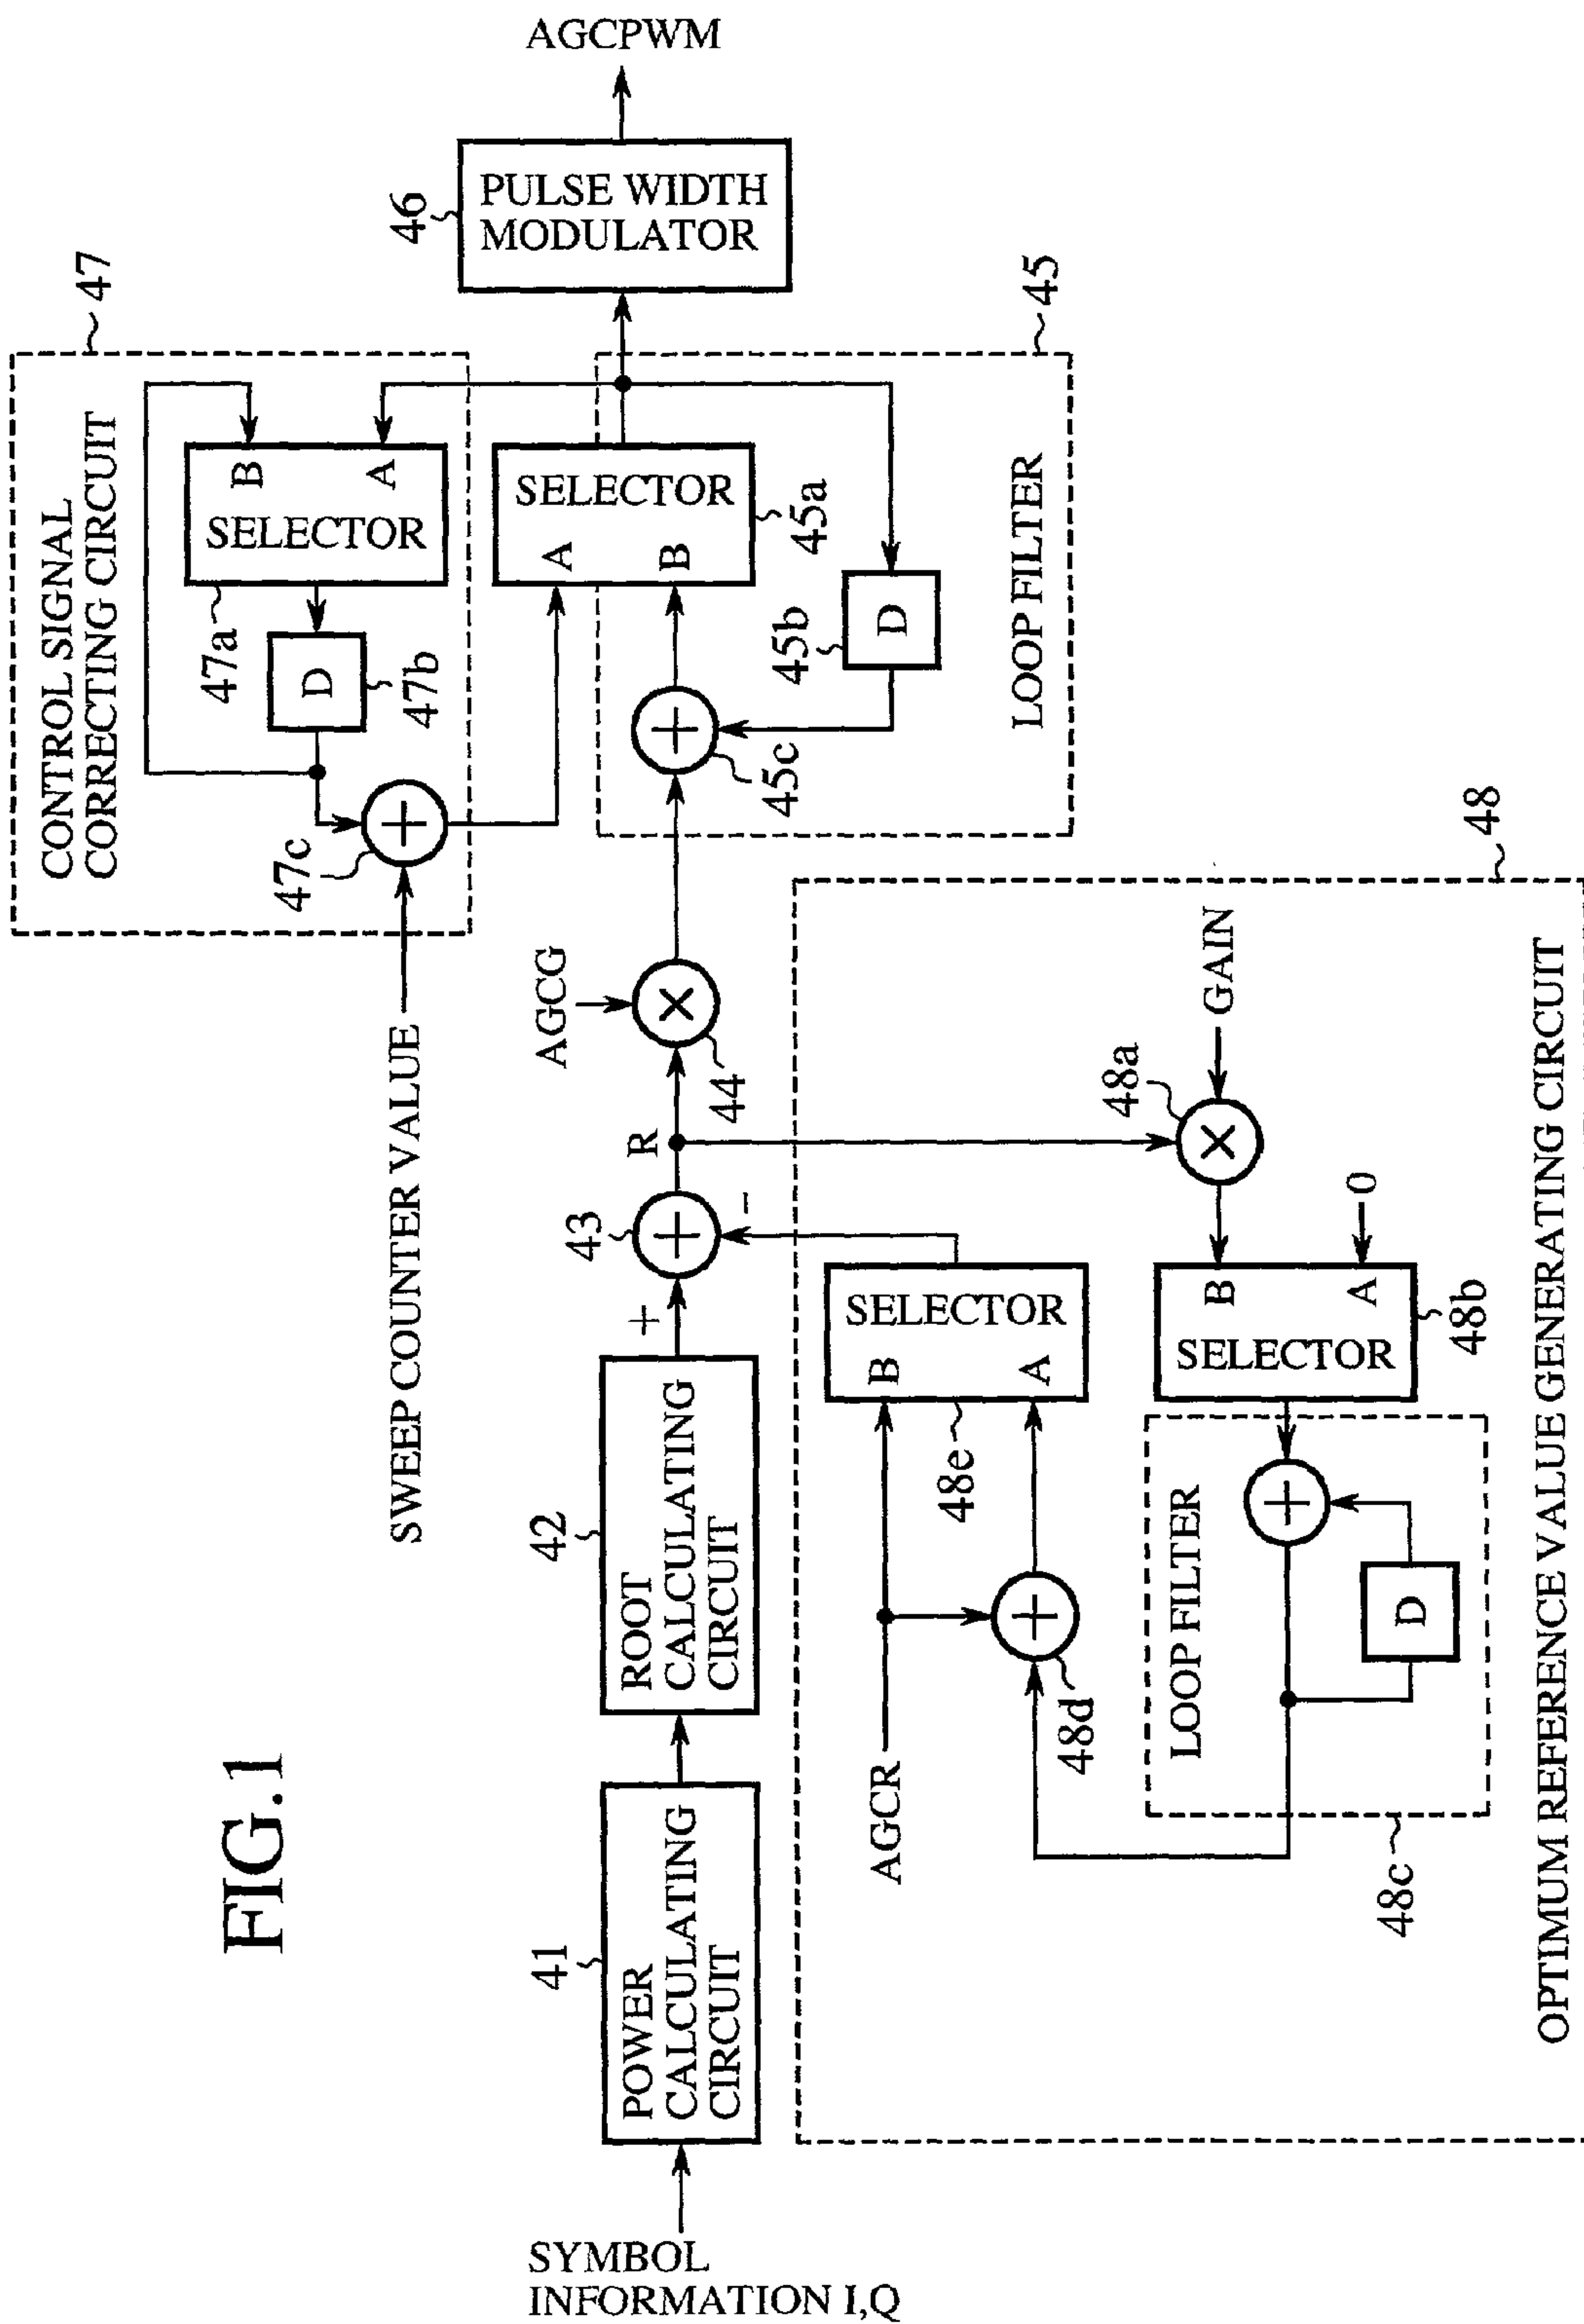 FIG.1
SYMBOL
INFORMATION I,Q
41
POWER
CALCULATING
CIRCUIT
42
ROOT
CALCULATING
CIRCUIT
+
43
-
R
AGCG
44
SWEEP COUNTER VALUE
CONTROL SIGNAL
CORRECTING CIRCUIT
47
47c
47a
SELECTOR
B
A
D
47b
A
B
SELECTOR
45a
45b
D
45c
LOOP FILTER
45
46
PULSE WIDTH
MODULATOR
AGCPWM
AGCR
48d
48e
B
A
SELECTOR
48a
GAIN
0
B
A
SELECTOR
48b
LOOP FILTER
D
48c
48
OPTIMUM REFERENCE VALUE GENERATING CIRCUIT